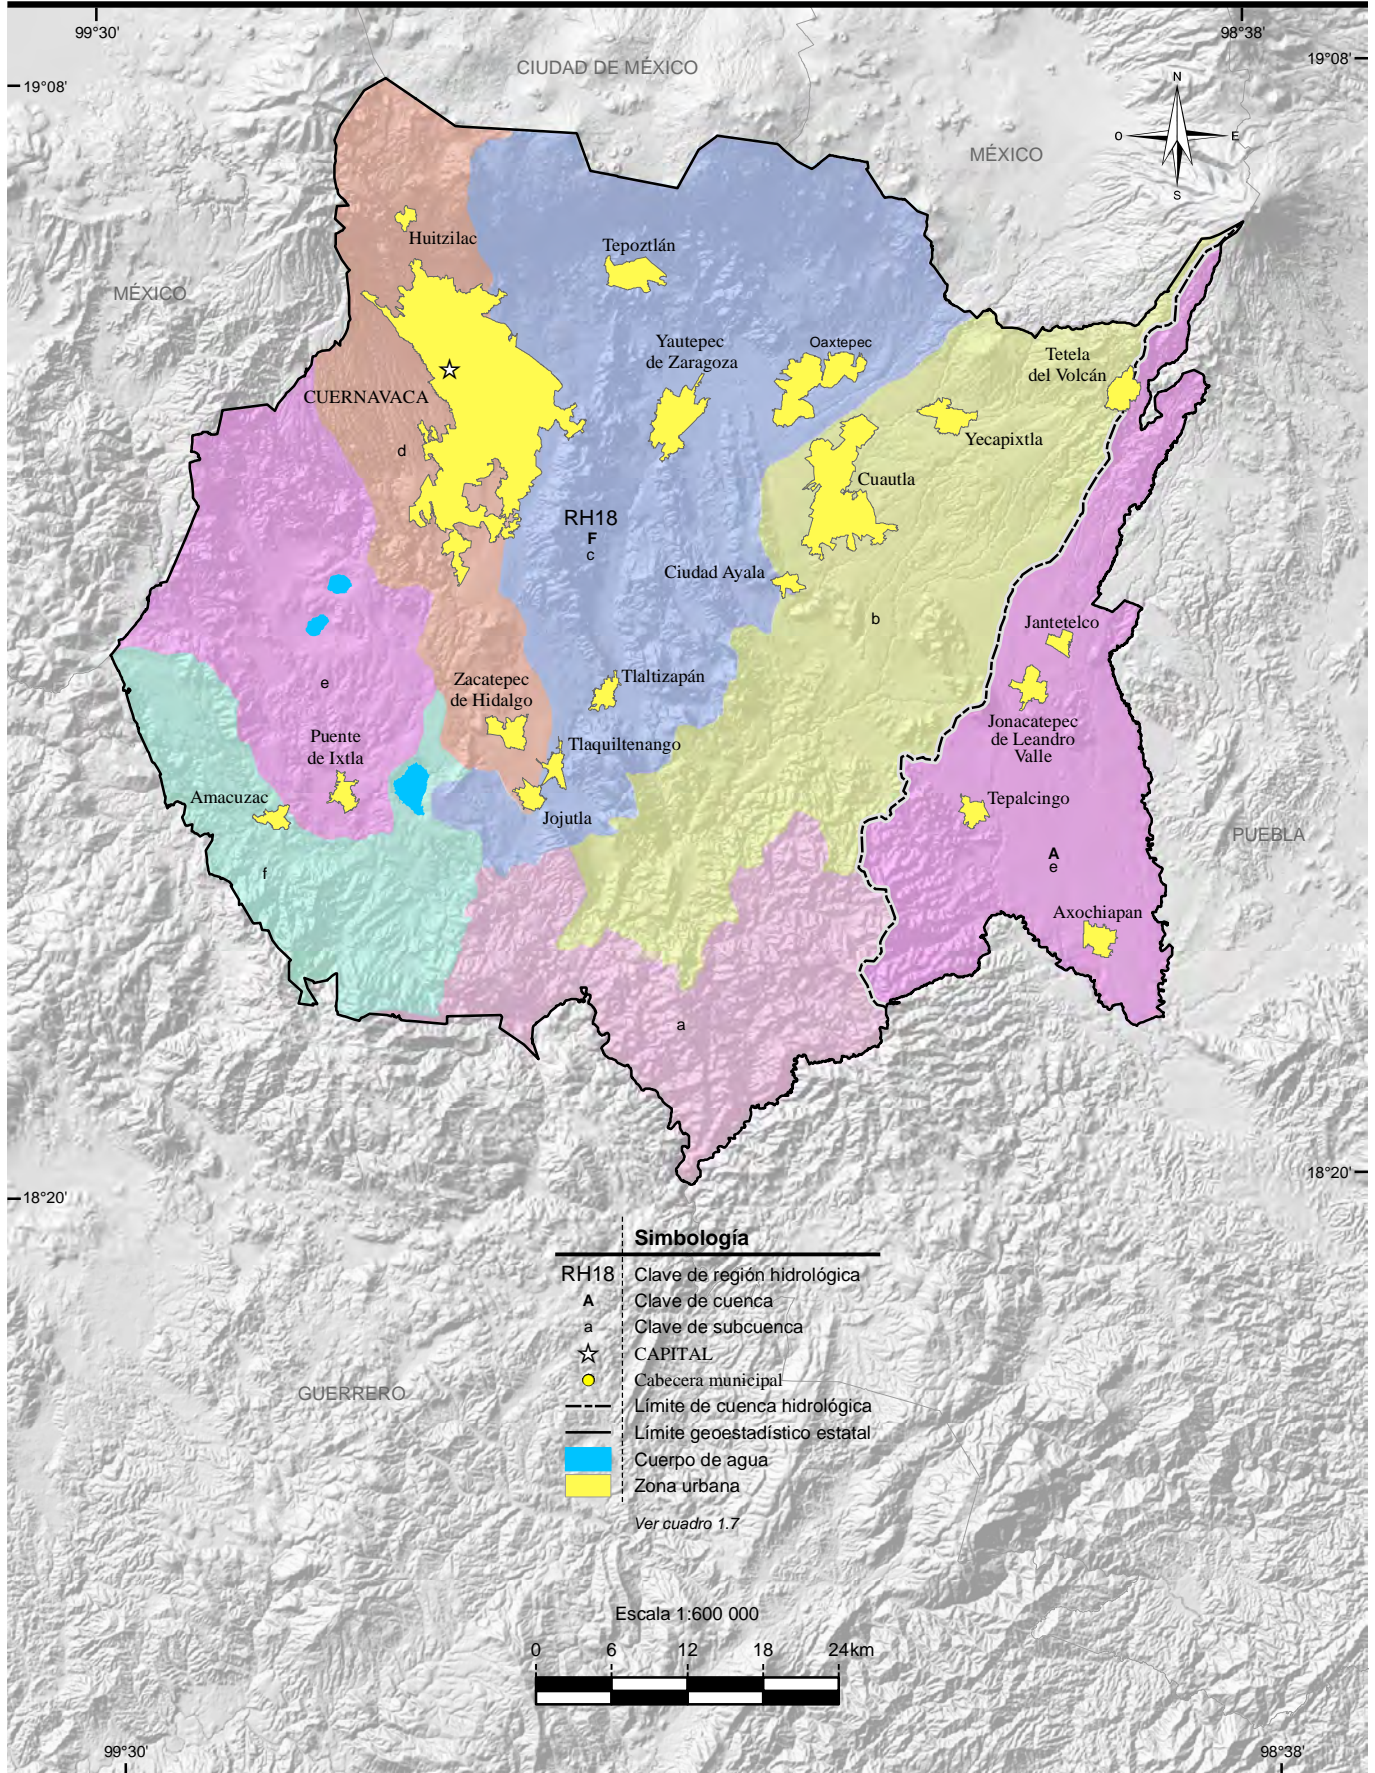 99°30'
98°38'
CIUDAD DE MÉXICO
19°08'
19°08'
N
O
E
S
MÉXICO
Huitzilac
Tepoztlán
MÉXICO
Yautepec
de Zaragoza
Oaxtepec
Tetela
del Volcán
CUERNAVACA
Yecapixtla
d
Cuautla
RH18
F
c
Ciudad Ayala
b
Jantetelco
e
Zacatepec
de Hidalgo
Tlaltizapán
Puente
de Ixtla
Tlaquiltenango
Jonacatepec
de Leandro
Valle
Amacuzac
Jojutla
Tepalcingo
PUEBLA
A
e
f
Axochiapan
a
18°20'
18°20'
Simbología
RH18 Clave de región hidrológica
A Clave de cuenca
a Clave de subcuenca
CAPITAL
Cabecera municipal
Límite de cuenca hidrológica
Límite geoestadístico estatal
Cuerpo de agua
Zona urbana
Ver cuadro 1.7
GUERRERO
Escala 1:600 000
0 6 12 18 24km
99°30'
98°38'